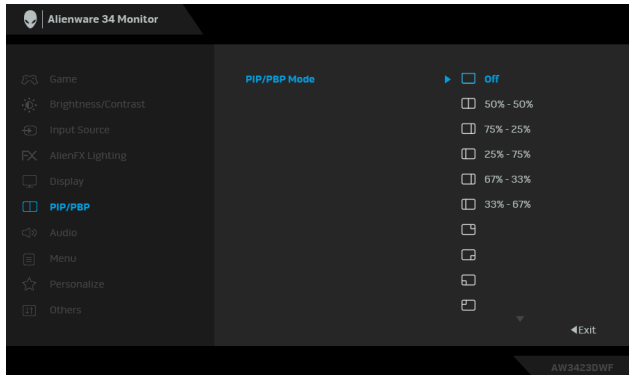 Alienware 34 Monitor
Game
Brightness/Contrast
Input Source
AlienFX Lighting
Display
PIP/PBP
Audio
Menu
Personalize
Others
PIP/PBP Mode
Off
50% - 50%
75% - 25%
25% - 75%
67% - 33%
33% - 67%
Exit
AW3423DWF